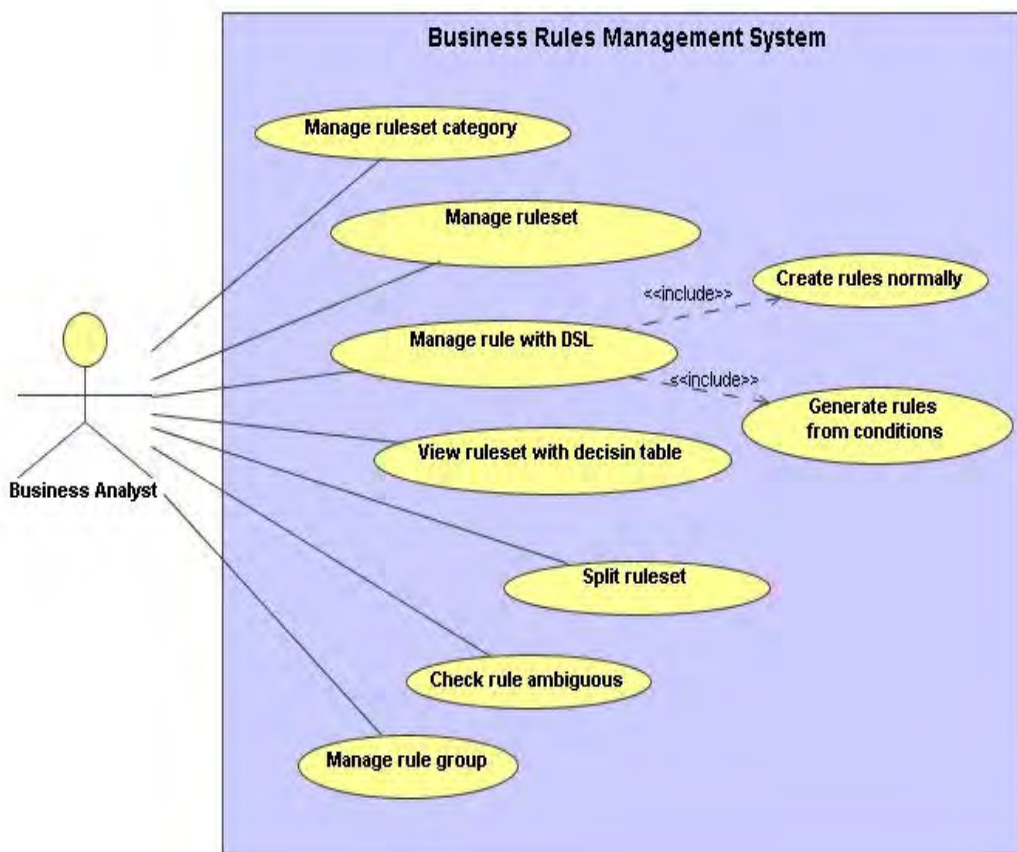 Business Rules Management System
Manage ruleset category
Manage ruleset
Create rules normally
<<include>>
Manage rule with DSL
<<include>>
Generate rules
from conditions
View ruleset with decisin table
Business Analyst
Split ruleset
Check rule ambiguous
Manage rule group